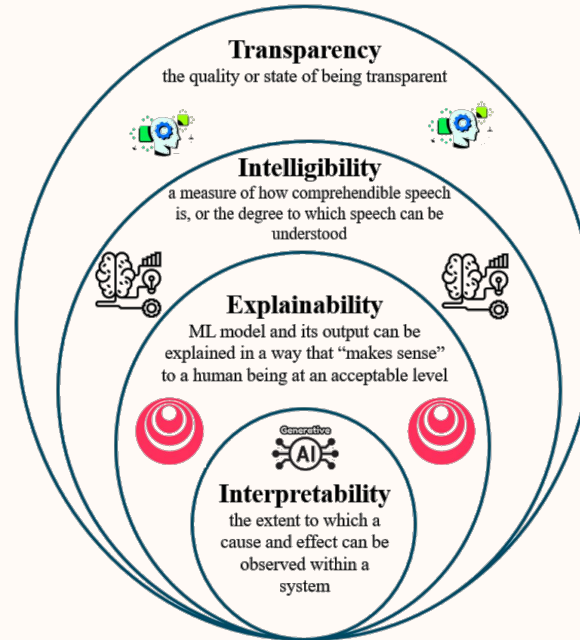 Transparency
the quality or state of being transparent
Intelligibility
a measure of how comprehendible speech
is, or the degree to which speech can be
understood
Explainability
ML model and its output can be
explained in a way that “makes sense”
to a human being at an acceptable level
Generative
AI
Interpretability
the extent to which a
cause and effect can be
observed within a
system